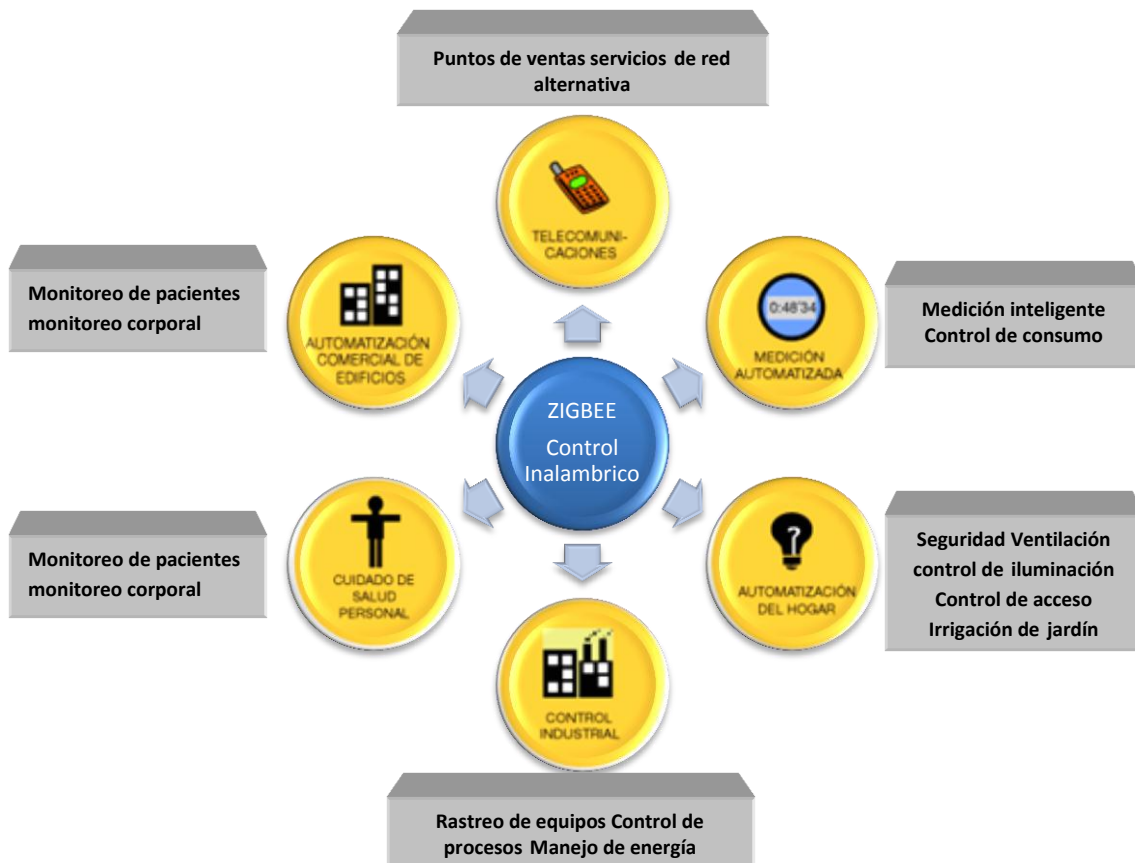 Puntos de ventas servicios de red
alternativa
TELECOMUNI-
CACIONES
Monitoreo de pacientes
monitoreo corporal
AUTOMATIZACIÓN
COMERCIAL DE
EDIFICIOS
0:48'34
MEDICIÓN
AUTOMATIZADA
Medición inteligente
Control de consumo
ZIGBEE
Control
Inalambrico
Monitoreo de pacientes
monitoreo corporal
CUIDADO DE
SALUD
PERSONAL
?
AUTOMATIZACIÓN
DEL HOGAR
Seguridad Ventilación
control de iluminación
Control de acceso
Irrigación de jardín
CONTROL
INDUSTRIAL
Rastreo de equipos Control de
procesos Manejo de energía